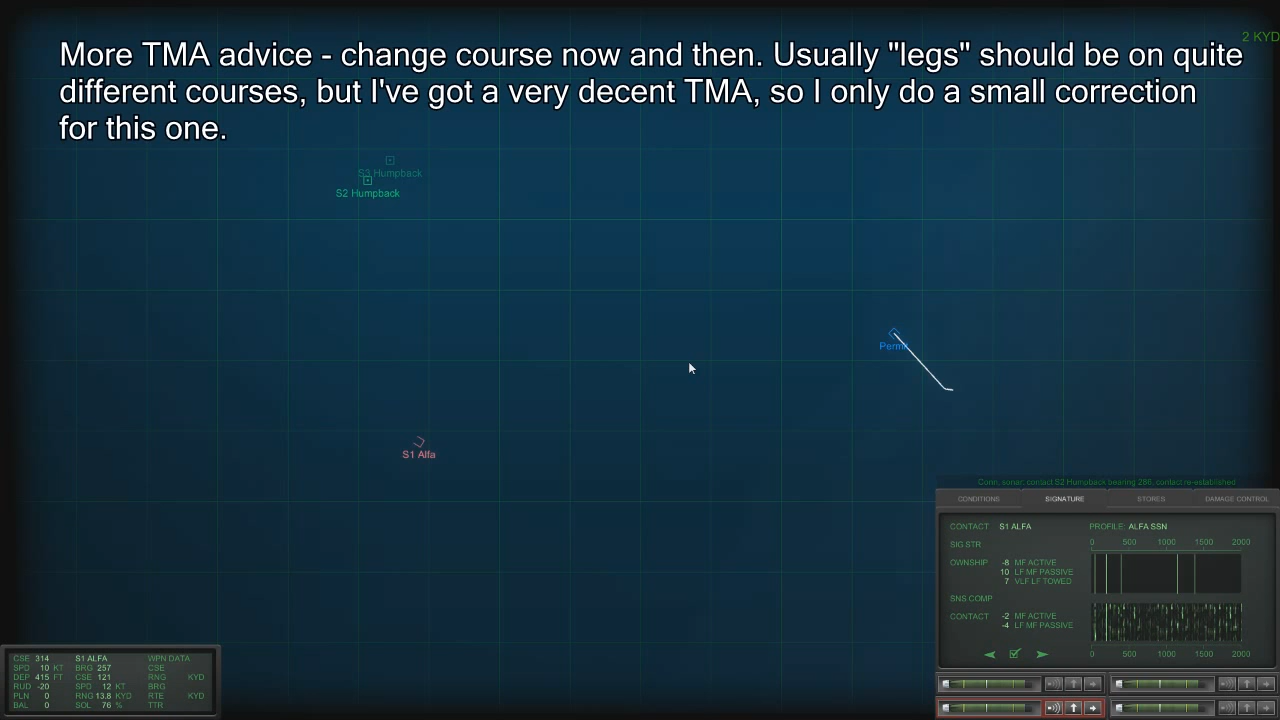 More TMA advice - change course now and then. Usually "legs" should be on quite
different courses, but I've got a very decent TMA, so I only do a small correction
for this one.
2 KYD
S3 Humpback
S2 Humpback
Permit
S1 Alfa
Conn, sonar: contact S2 Humpback bearing 286, contact re-established
CONDITIONS SIGNATURE STORES DAMAGE CONTROL
CONTACT S1 ALFA PROFILE: ALFA SSN
SIG STR 0 500 1000 1500 2000
OWNSHIP -8 MF ACTIVE
10 LF MF PASSIVE
7 VLF LF TOWED
SNS COMP
CONTACT -2 MF ACTIVE
-4 LF MF PASSIVE
0 500 1000 1500 2000
CSE 314 S1 ALFA WPN DATA
SPD 10 KT BRG 257 CSE
DEP 415 FT CSE 121 RNG KYD
RUD -20 SPD 12 KT BRG
PLN 0 RNG 13.8 KYD RTE KYD
BAL 0 SOL 76 % TTR